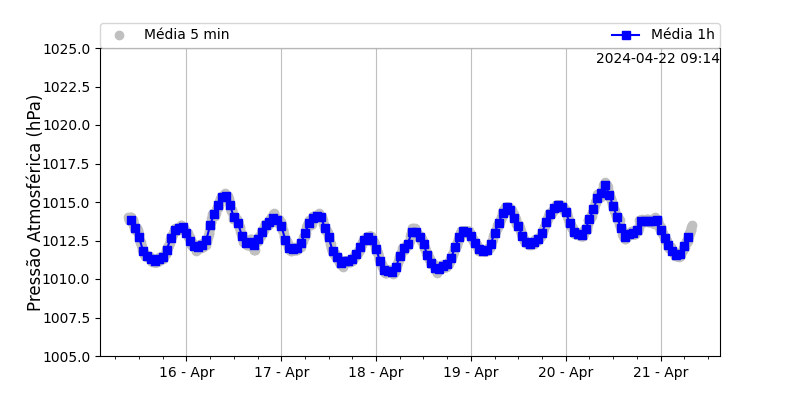 Média 5 min
Média 1h
2024-04-22 09:14
Pressão Atmosférica (hPa)
1025.0
1022.5
1020.0
1017.5
1015.0
1012.5
1010.0
1007.5
1005.0
16 - Apr
17 - Apr
18 - Apr
19 - Apr
20 - Apr
21 - Apr